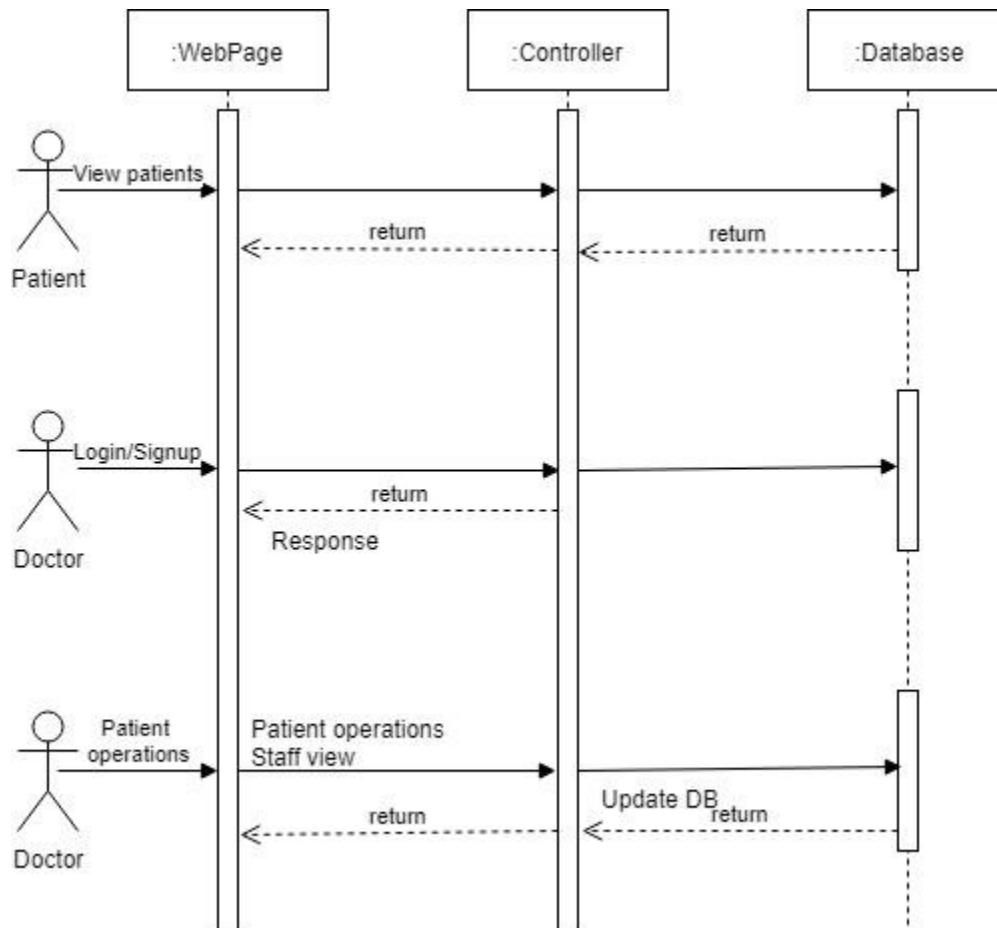 :WebPage
:Controller
:Database
View patients
return
return
Patient
Login/Signup
return
Response
Doctor
Patient
operations
Patient operations
Staff view
Update DB
return
return
Doctor